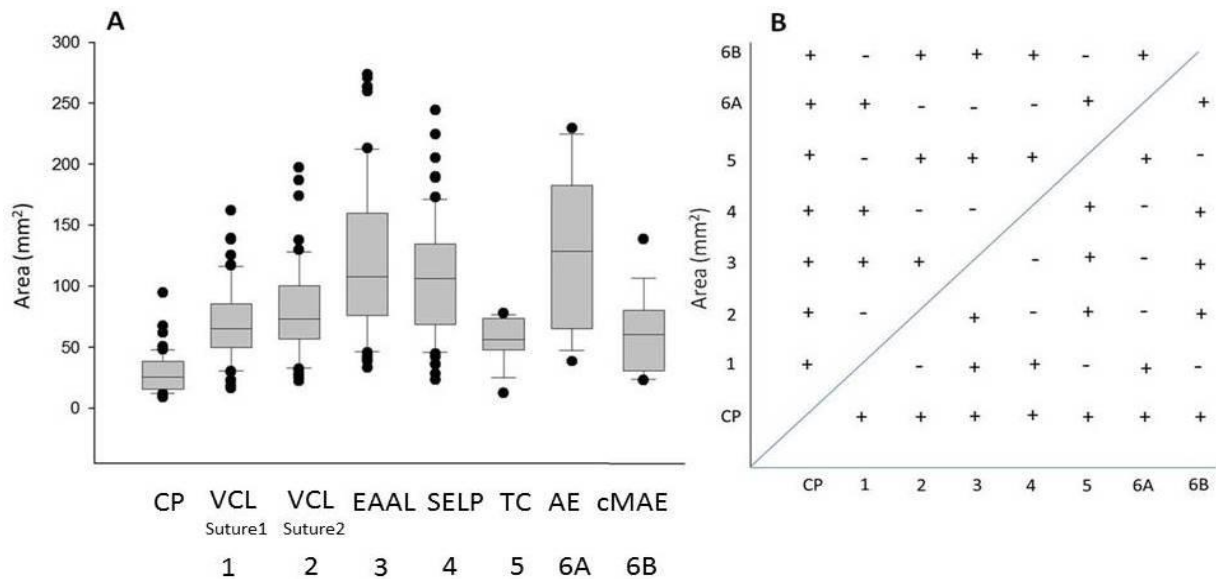 A
300
250
200
150
100
50
0
Area (mm²)
CP VCL VCL EAAL SELP TC AE cMAE
Suture1 Suture2
1 2 3 4 5 6A 6B
B
6B + - + + + - +
6A + + - - - + +
5 + - + + + + -
4 + + - - + - +
3 + + + - + - +
2 + - + - + - +
1 + - + + - + -
CP + + + + + + +
Area (mm²)
CP 1 2 3 4 5 6A 6B